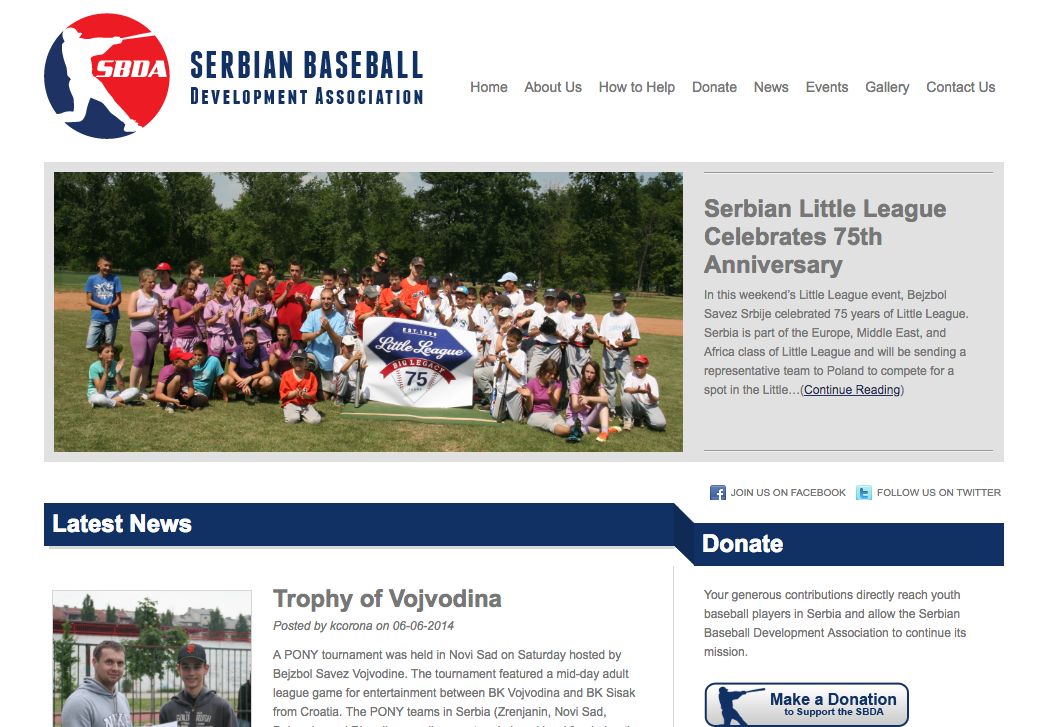 SBDA
SERBIAN BASEBALL
DEVELOPMENT ASSOCIATION
Home About Us How to Help Donate News Events Gallery Contact Us
EST. 1939
Little League
BIG LEGACY
75
YEARS
Serbian Little League
Celebrates 75th
Anniversary
In this weekend's Little League event, Bejzbol
Savez Srbije celebrated 75 years of Little League.
Serbia is part of the Europe, Middle East, and
Africa class of Little League and will be sending a
representative team to Poland to compete for a
spot in the Little…(Continue Reading)
JOIN US ON FACEBOOK FOLLOW US ON TWITTER
Latest News
Trophy of Vojvodina
Posted by kcorona on 06-06-2014
A PONY tournament was held in Novi Sad on Saturday hosted by
Bejzbol Savez Vojvodine. The tournament featured a mid-day adult
league game for entertainment between BK Vojvodina and BK Sisak
from Croatia. The PONY teams in Serbia (Zrenjanin, Novi Sad,
Donate
Your generous contributions directly reach youth
baseball players in Serbia and allow the Serbian
Baseball Development Association to continue its
mission.
Make a Donation
to Support the SBDA